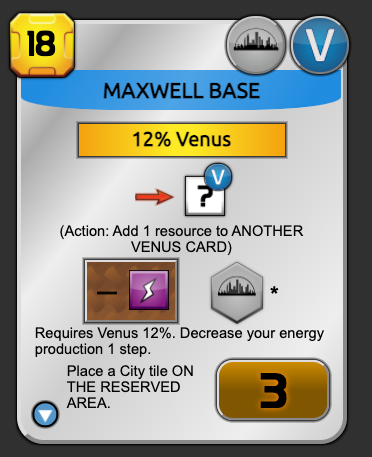 18
V
MAXWELL BASE
12% Venus
V
?
(Action: Add 1 resource to ANOTHER
VENUS CARD)
–
*
Requires Venus 12%. Decrease your energy
production 1 step.
Place a City tile ON
THE RESERVED
AREA.
3